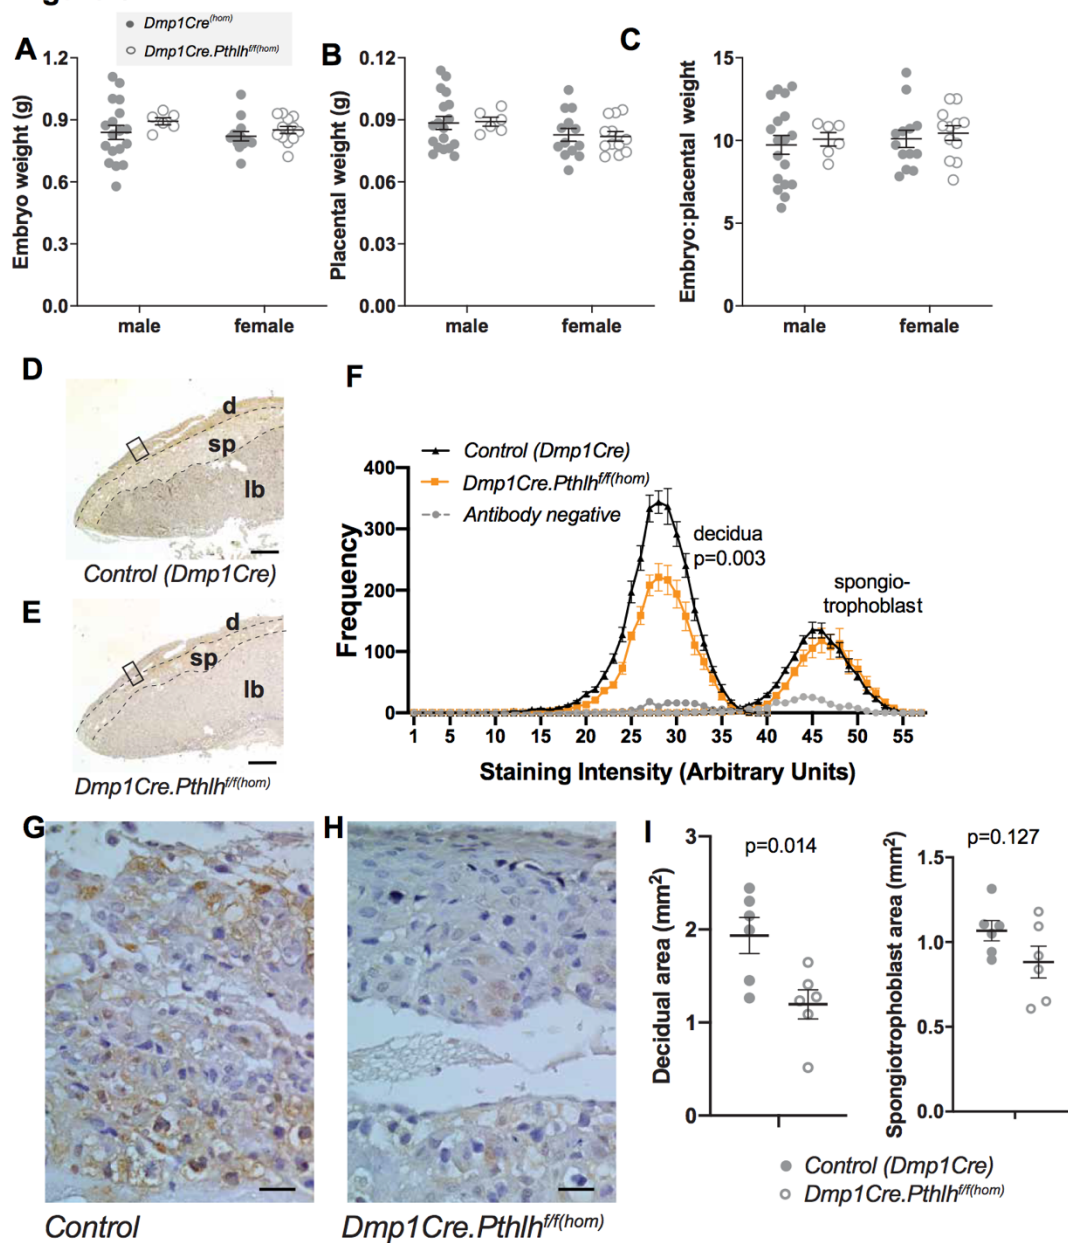 Dmp1Cre(hom)
Dmp1Cre.Pthlhf/f(hom)
A
Embryo weight (g)
1.2
0.9
0.6
0.3
0.0
male
female
B
Placental weight (g)
0.12
0.09
0.06
0.03
0.00
male
female
C
Embryo:placental weight
15
10
5
0
male
female
D
d
sp
lb
Control (Dmp1Cre)
E
d
sp
lb
Dmp1Cre.Pthlhf/f(hom)
F
Control (Dmp1Cre)
Dmp1Cre.Pthlhf/f(hom)
Antibody negative
Frequency
400
300
200
100
0
decidua
p=0.003
spongio-
trophoblast
1 5 10 15 20 25 30 35 40 45 50 55
Staining Intensity (Arbitrary Units)
G
Control
H
Dmp1Cre.Pthlhf/f(hom)
I
Decidual area (mm2)
3
2
1
0
p=0.014
Spongiotrophoblast area (mm2)
1.5
1.0
0.5
0.0
p=0.127
Control (Dmp1Cre)
Dmp1Cre.Pthlhf/f(hom)